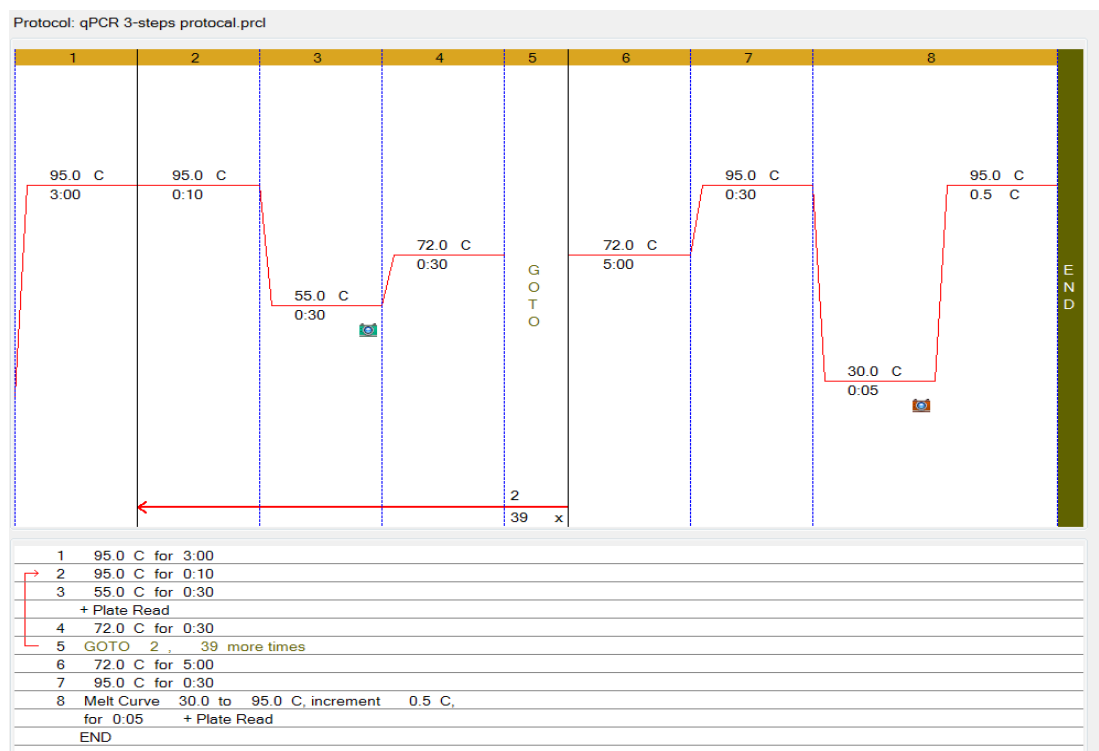 Protocol: qPCR 3-steps protocal.prcl
1 2 3 4 5 6 7 8
95.0 C 95.0 C 95.0 C 95.0 C
3:00 0:10 0:30 0.5 C
72.0 C 72.0 C
0:30 5:00
GOTO
END
55.0 C
0:30
30.0 C
0:05
2
39 x
1 95.0 C for 3:00
2 95.0 C for 0:10
3 55.0 C for 0:30
+ Plate Read
4 72.0 C for 0:30
5 GOTO 2 , 39 more times
6 72.0 C for 5:00
7 95.0 C for 0:30
8 Melt Curve 30.0 to 95.0 C, increment 0.5 C,
for 0:05 + Plate Read
END